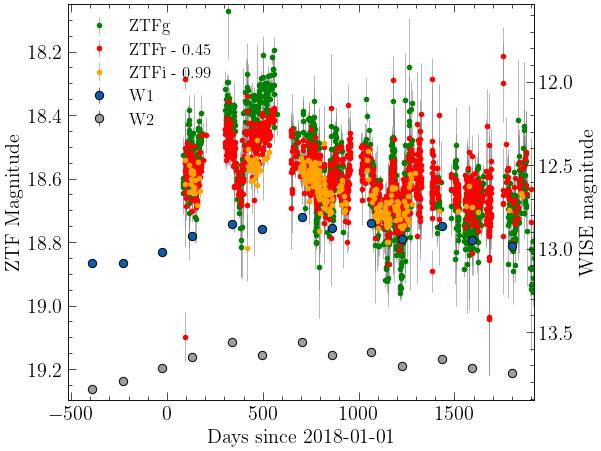 ZTFg
ZTFr - 0.45
ZTFi - 0.99
W1
W2
18.2
18.4
18.6
18.8
19.0
19.2
ZTF Magnitude
12.0
12.5
13.0
13.5
WISE magnitude
−500
0
500
1000
1500
Days since 2018-01-01